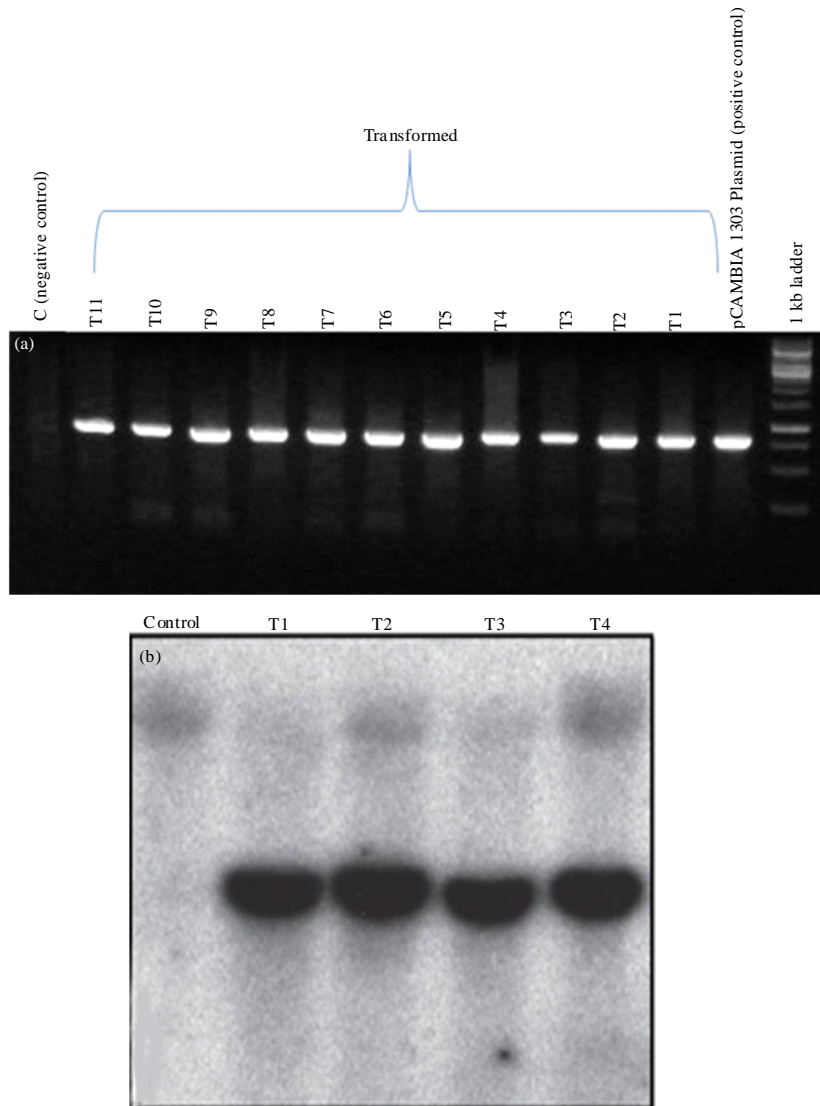 Transformed
C (negative control)
T11
T10
T9
T8
T7
T6
T5
T4
T3
T2
T1
pCAMBIA 1303 Plasmid (positive control)
1 kb ladder
(a)
Control T1 T2 T3 T4
(b)